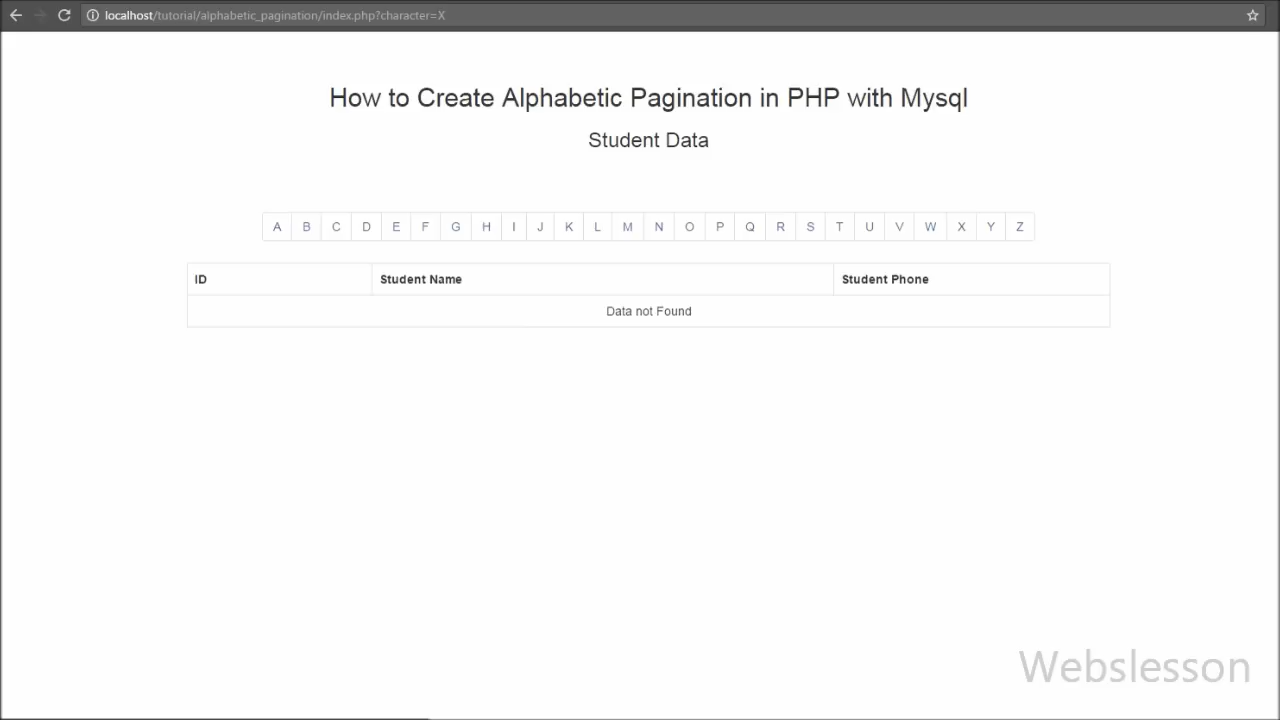 localhost/tutorial/alphabetic_pagination/index.php?character=X
How to Create Alphabetic Pagination in PHP with Mysql
Student Data
A B C D E F G H I J K L M N O P Q R S T U V W X Y Z
ID Student Name Student Phone
Data not Found
Webslesson